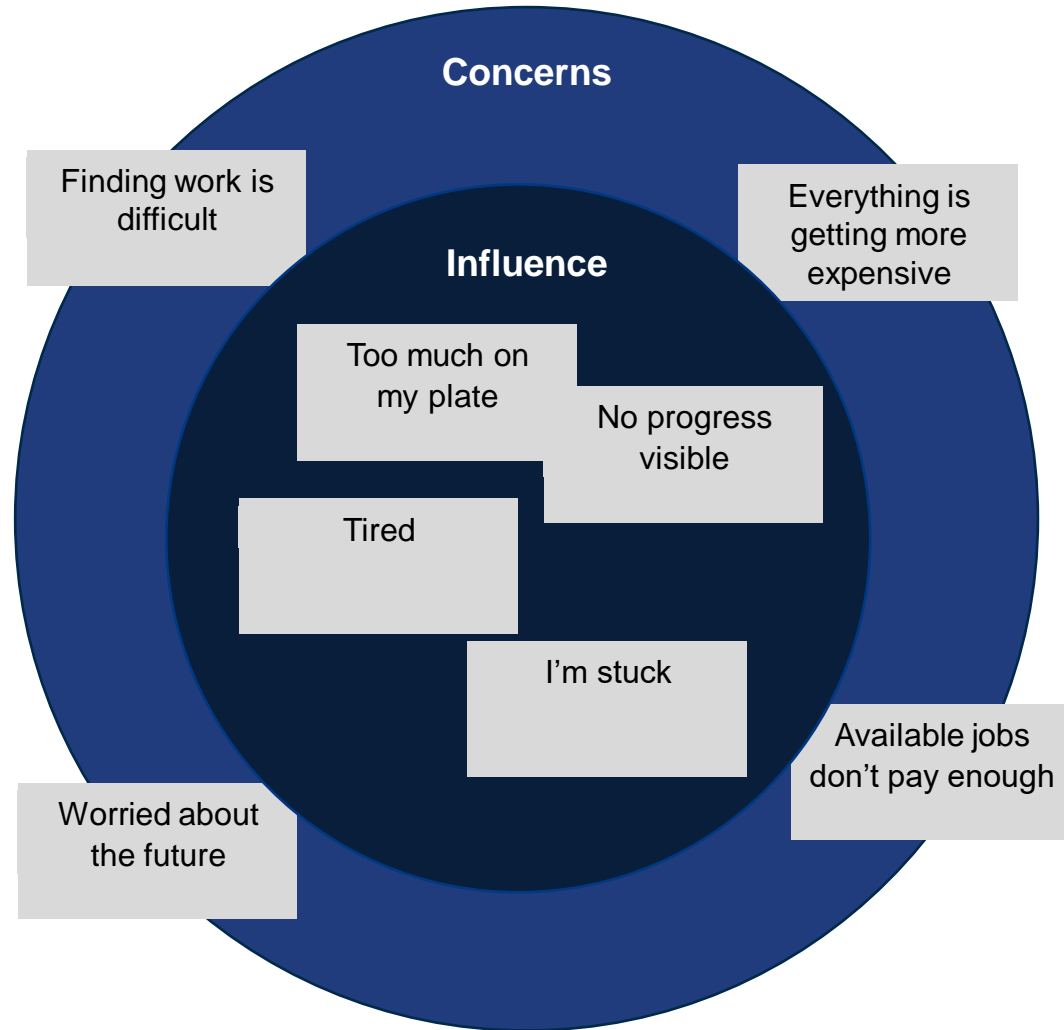 Concerns
Finding work is
difficult
Everything is
getting more
expensive
Influence
Too much on
my plate
No progress
visible
Tired
I’m stuck
Available jobs
don’t pay enough
Worried about
the future